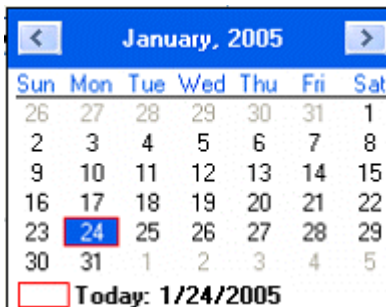 < January, 2005 >
Sun Mon Tue Wed Thu Fri Sat
26 27 28 29 30 31 1
2 3 4 5 6 7 8
9 10 11 12 13 14 15
16 17 18 19 20 21 22
23 24 25 26 27 28 29
30 31 1 2 3 4 5
Today: 1/24/2005